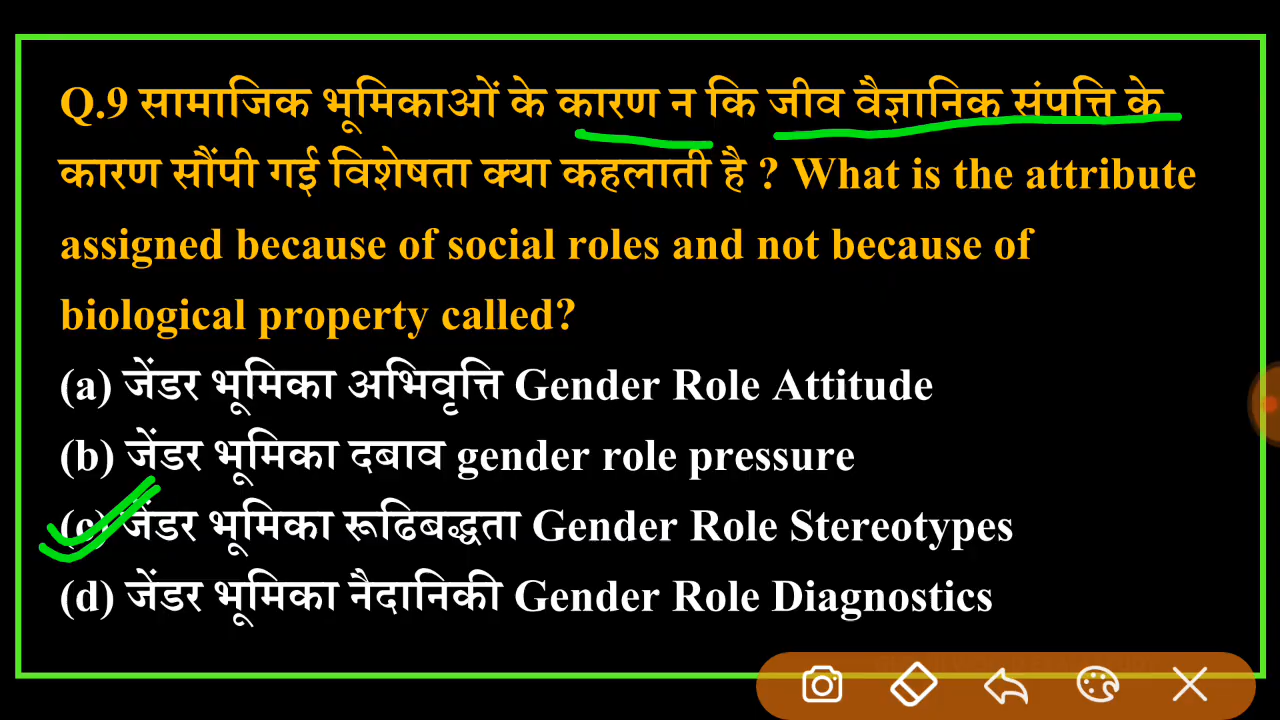 Q.9 सामाजिक भूमिकाओं के कारण न कि जीव वैज्ञानिक संपत्ति के
कारण सौंपी गई विशेषता क्या कहलाती है ? What is the attribute
assigned because of social roles and not because of
biological property called?
(a) जेंडर भूमिका अभिवृत्ति Gender Role Attitude
(b) जेंडर भूमिका दबाव gender role pressure
(c) जेंडर भूमिका रूढिबद्धता Gender Role Stereotypes
(d) जेंडर भूमिका नैदानिकी Gender Role Diagnostics